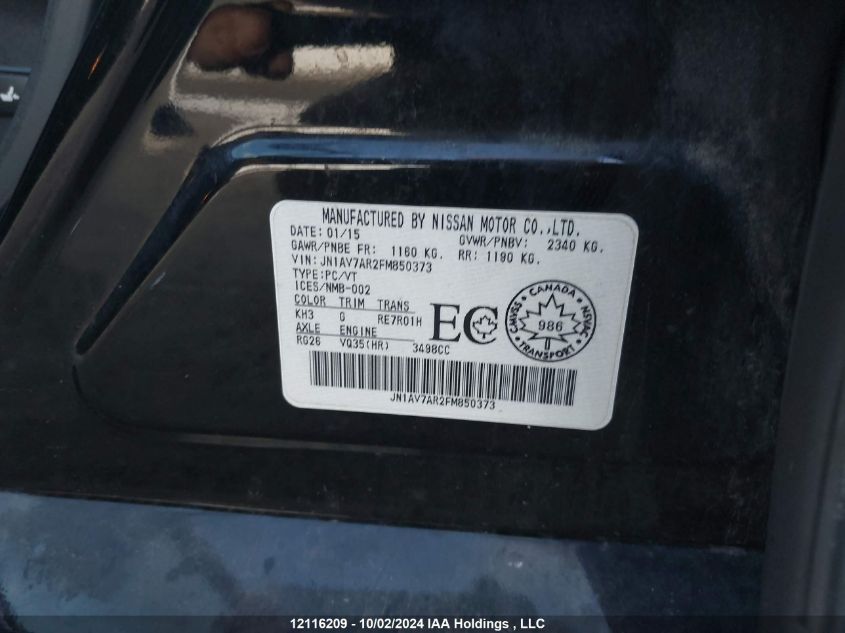 MANUFACTURED BY NISSAN MOTOR CO.,LTD.
DATE: 01/15 GVWR/PNBV: 2340 KG.
GAWR/PNBE FR: 1160 KG. RR: 1190 KG.
VIN: JN1AV7AR2FM850373
TYPE:PC/VT
ICES/NMB-002
COLOR TRIM TRANS
KH3 G RE7R01H
AXLE ENGINE
RG26 VQ35(HR) 3498CC
EC
CANADA
CMVSS 986 NSVAC
TRANSPORT
JN1AV7AR2FM850373
12116209 - 10/02/2024 IAA Holdings , LLC